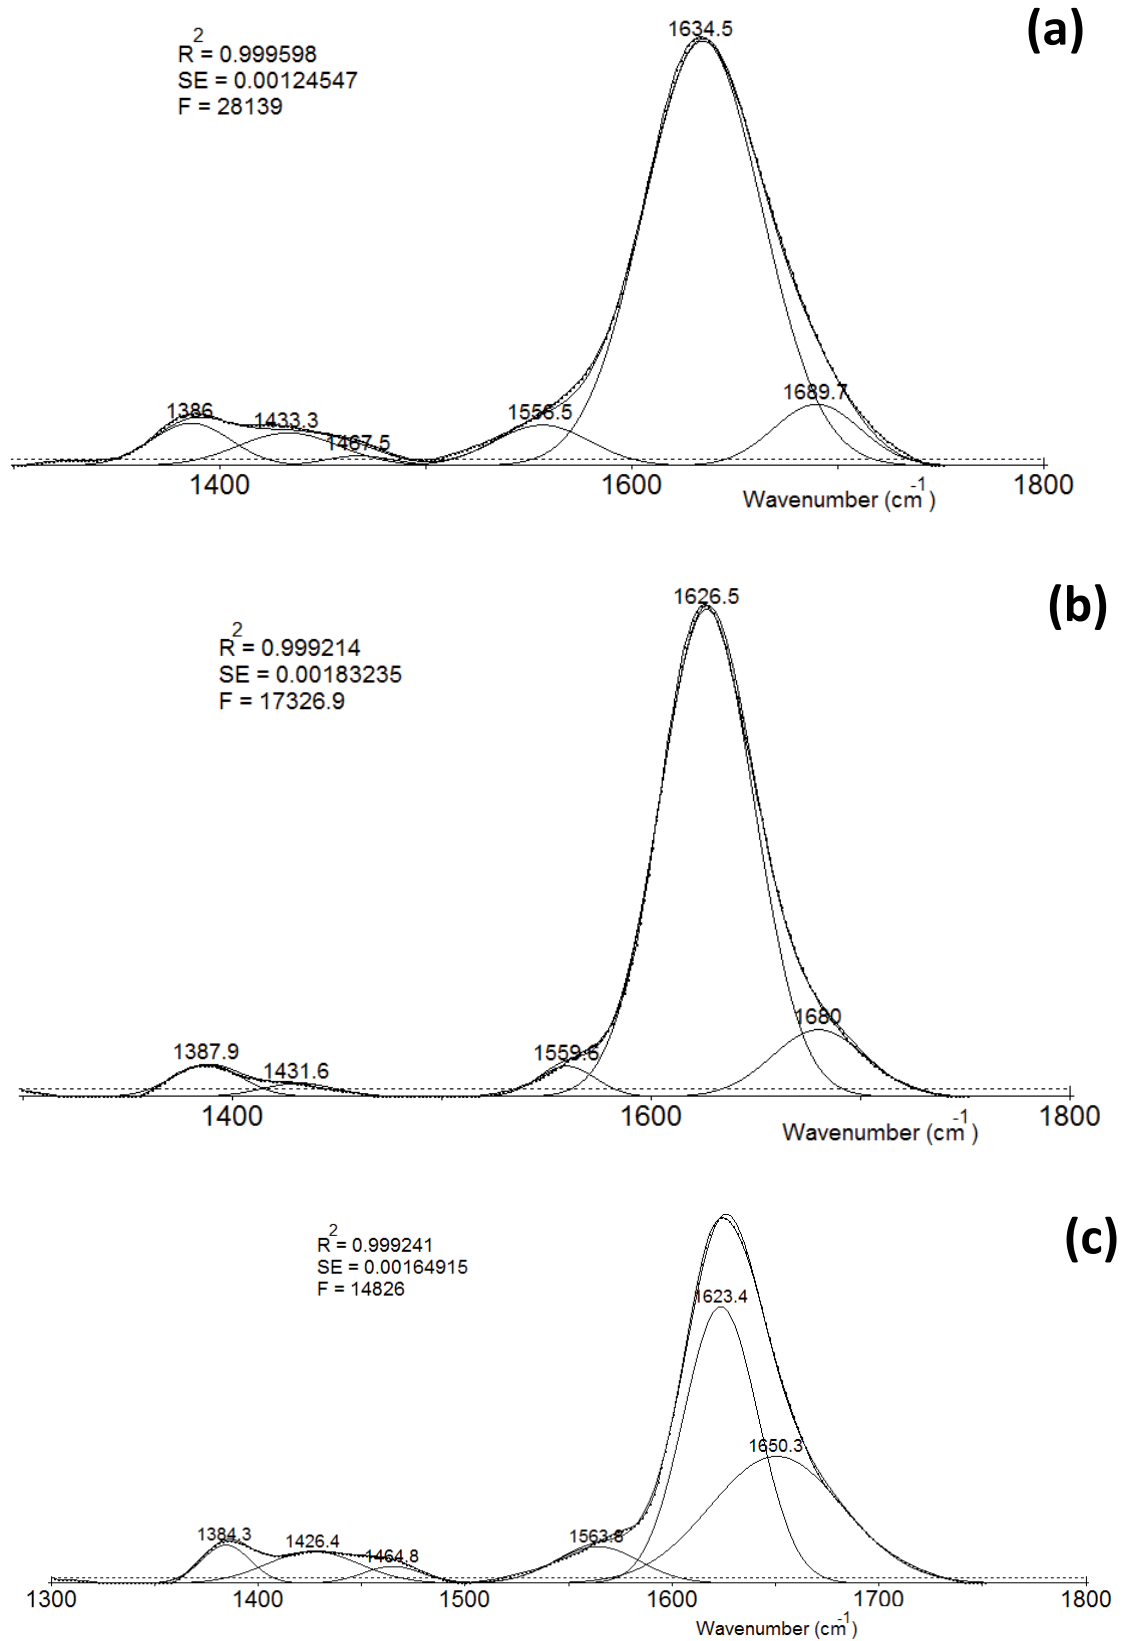 (a)
1634.5
R² = 0.999598
SE = 0.00124547
F = 28139
1386
1433.3
1467.5
1556.5
1689.7
1400
1600
1800
Wavenumber (cm⁻¹)
(b)
1626.5
R² = 0.999214
SE = 0.00183235
F = 17326.9
1387.9
1431.6
1559.6
1680
1400
1600
1800
Wavenumber (cm⁻¹)
(c)
R² = 0.999241
SE = 0.00164915
F = 14826
1623.4
1650.3
1384.3
1426.4
1464.8
1563.8
1300
1400
1500
1600
1700
1800
Wavenumber (cm⁻¹)